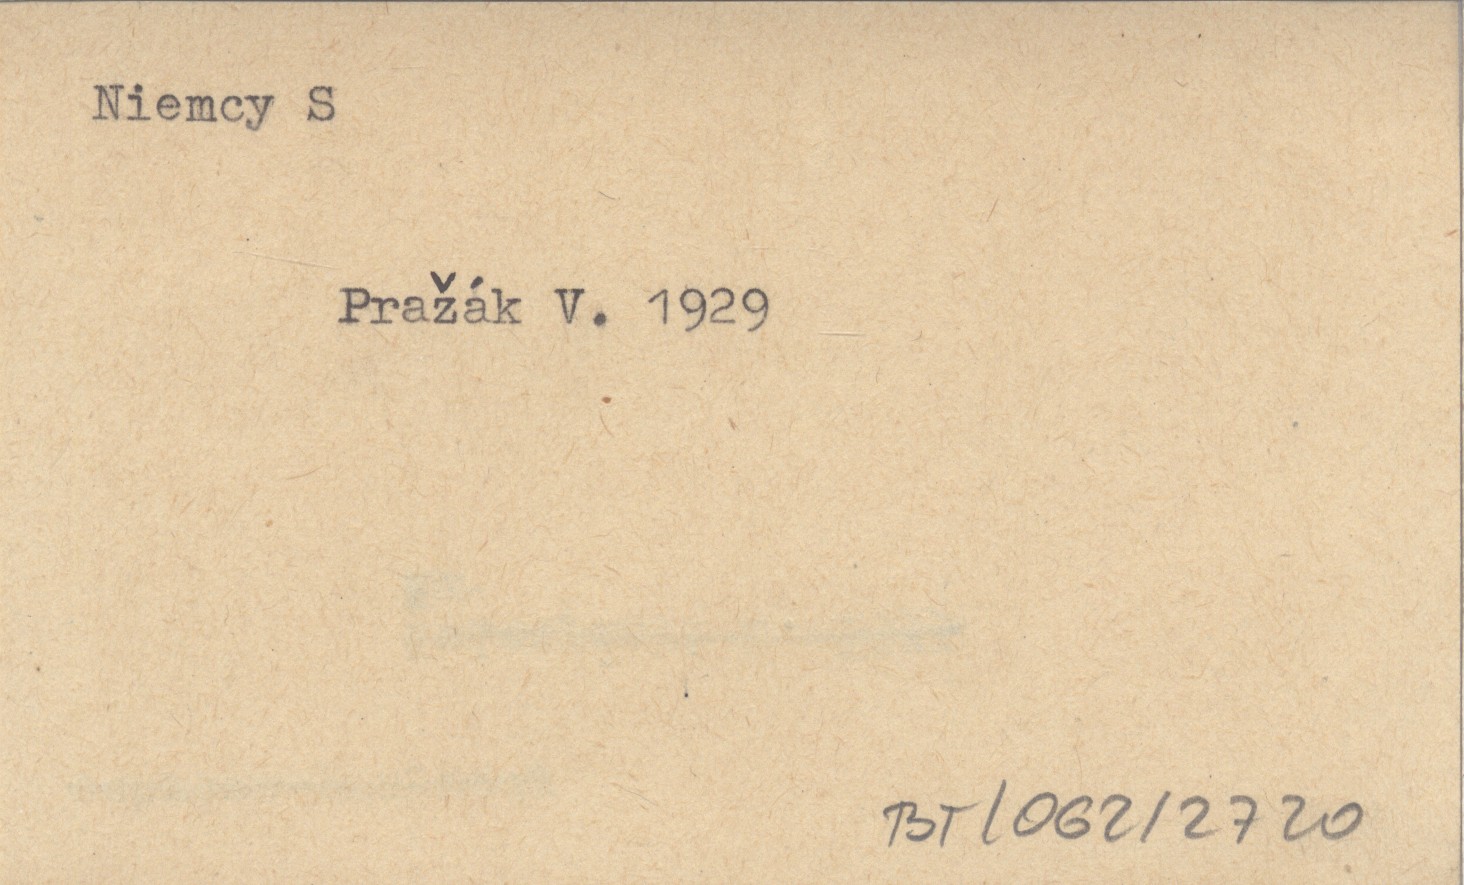 Niemcy S
Pražák V. 1929
BT/062/2720